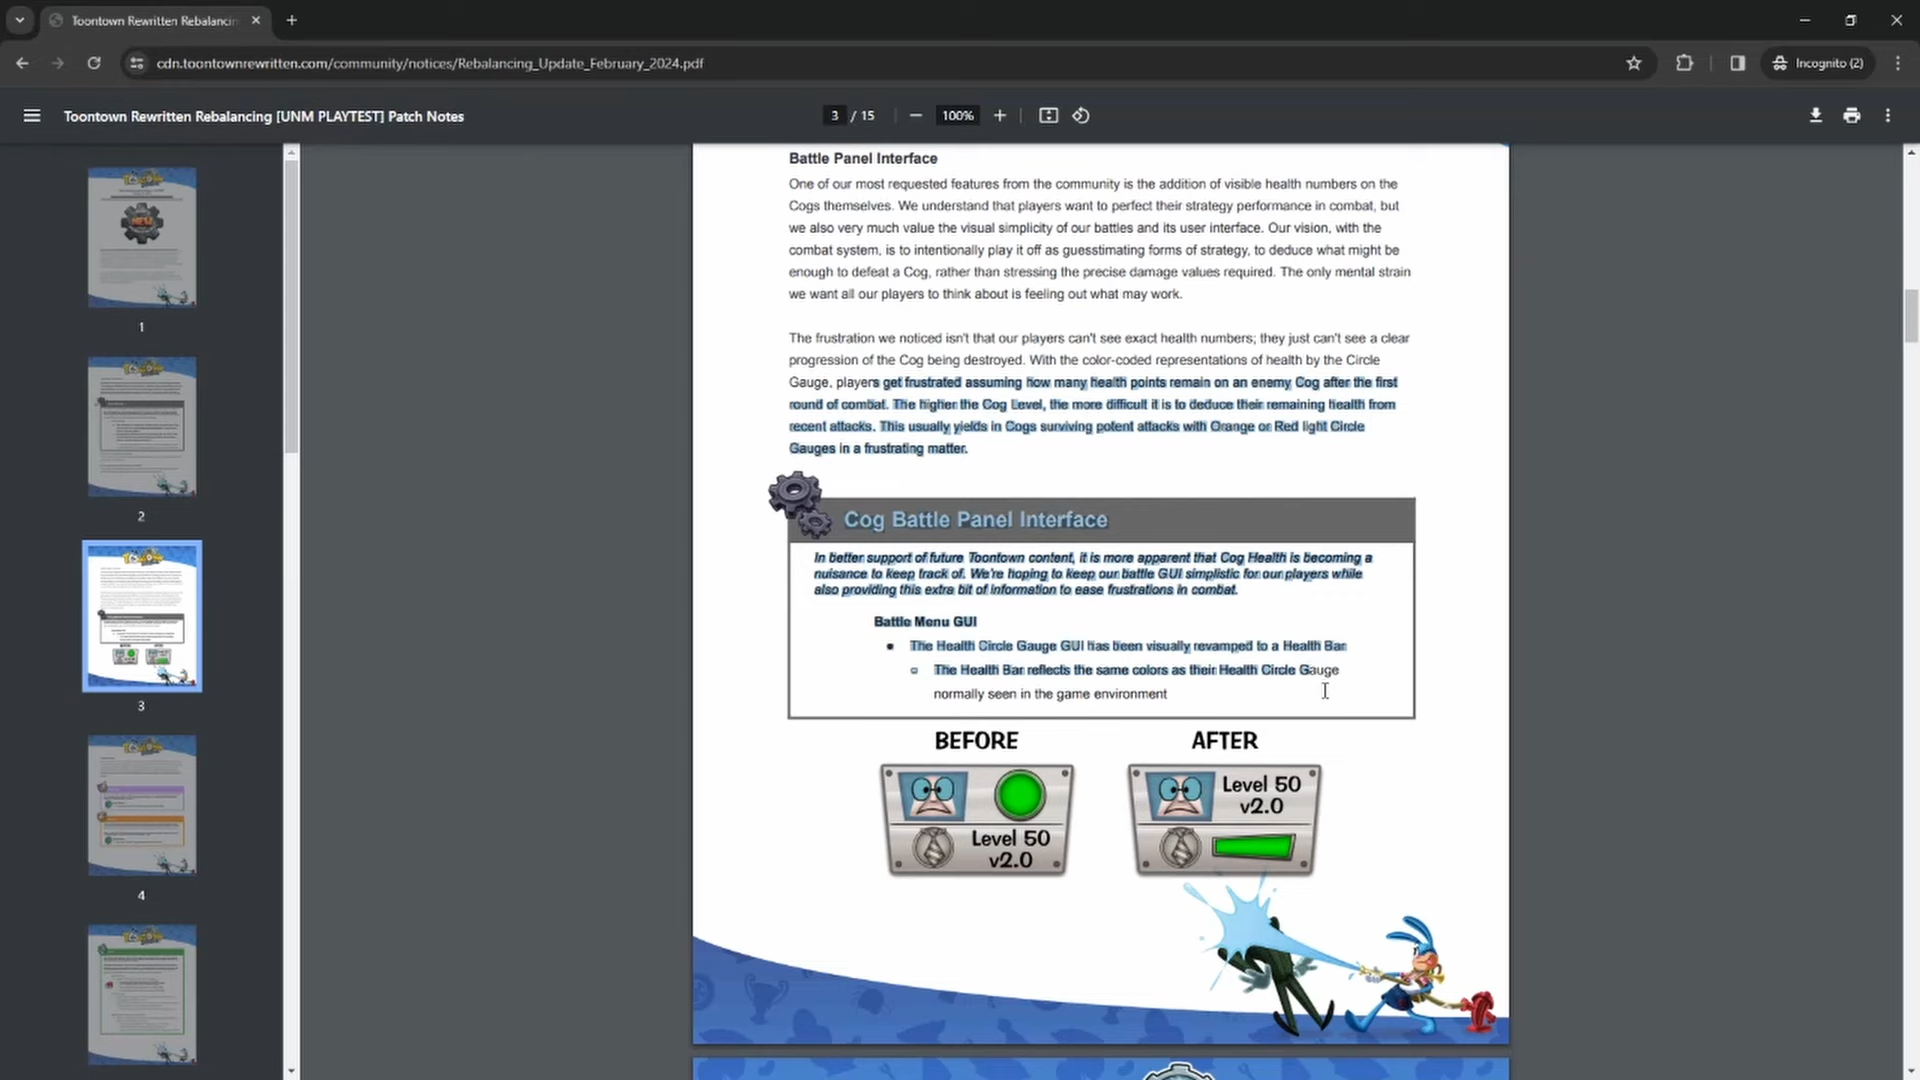 Toontown Rewritten Rebalancin
cdn.toontownrewritten.com/community/notices/Rebalancing_Update_February_2024.pdf
Incognito (2)
Toontown Rewritten Rebalancing [UNM PLAYTEST] Patch Notes
3 / 15
100%
1
2
3
4
Battle Panel Interface
One of our most requested features from the community is the addition of visible health numbers on the
Cogs themselves. We understand that players want to perfect their strategy performance in combat, but
we also very much value the visual simplicity of our battles and its user interface. Our vision, with the
combat system, is to intentionally play it off as guesstimating forms of strategy, to deduce what might be
enough to defeat a Cog, rather than stressing the precise damage values required. The only mental strain
we want all our players to think about is feeling out what may work.
The frustration we noticed isn't that our players can't see exact health numbers; they just can't see a clear
progression of the Cog being destroyed. With the color-coded representations of health by the Circle
Gauge, players get frustrated assuming how many health points remain on an enemy Cog after the first
round of combat. The higher the Cog Level, the more difficult it is to deduce their remaining health from
recent attacks. This usually yields in Cogs surviving potent attacks with Orange or Red light Circle
Gauges in a frustrating matter.
Cog Battle Panel Interface
In better support of future Toontown content, it is more apparent that Cog Health is becoming a
nuisance to keep track of. We're hoping to keep our battle GUI simplistic for our players while
also providing this extra bit of information to ease frustrations in combat.
Battle Menu GUI
The Health Circle Gauge GUI has been visually revamped to a Health Bar
The Health Bar reflects the same colors as their Health Circle Gauge
normally seen in the game environment
BEFORE
AFTER
Level 50
v2.0
Level 50
v2.0